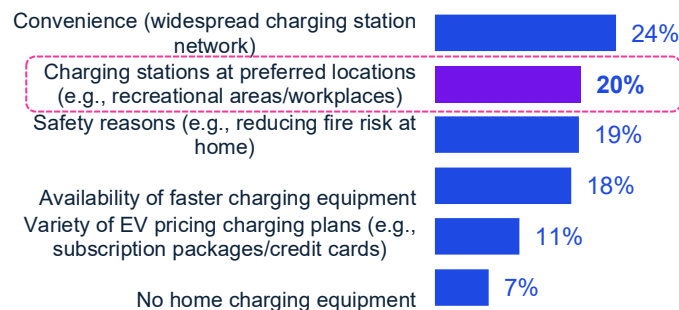 Convenience (widespread charging station
network)
24%
Charging stations at preferred locations
(e.g., recreational areas/workplaces)
20%
Safety reasons (e.g., reducing fire risk at
home)
19%
Availability of faster charging equipment
18%
Variety of EV pricing charging plans (e.g.,
subscription packages/credit cards)
11%
No home charging equipment
7%